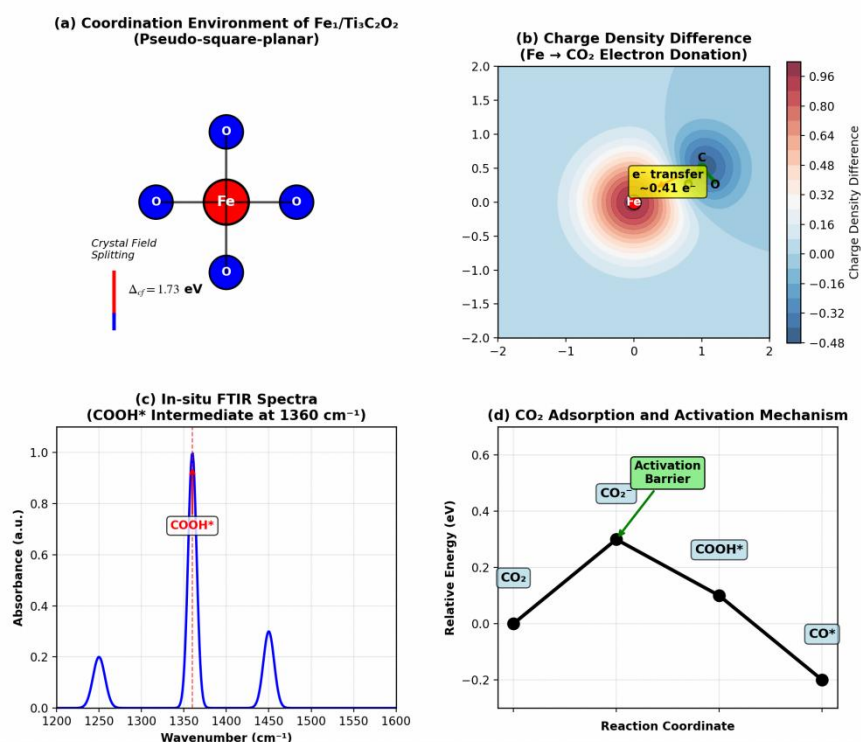 (a) Coordination Environment of Fe₁/Ti₃C₂O₂
(Pseudo-square-planar)
O
O
Fe
O
O
Crystal Field
Splitting
Δcf = 1.73 eV
(b) Charge Density Difference
(Fe → CO₂ Electron Donation)
2.0
1.5
1.0
0.5
0.0
−0.5
−1.0
−1.5
−2.0
−2
−1
0
1
2
C
O
Fe
e⁻ transfer
~0.41 e⁻
0.96
0.80
0.64
0.48
0.32
0.16
0.00
−0.16
−0.32
−0.48
Charge Density Difference
(c) In-situ FTIR Spectra
(COOH* Intermediate at 1360 cm⁻¹)
Absorbance (a.u.)
1.0
0.8
0.6
0.4
0.2
0.0
COOH*
1200
1250
1300
1350
1400
1450
1500
1550
1600
Wavenumber (cm⁻¹)
(d) CO₂ Adsorption and Activation Mechanism
Relative Energy (eV)
0.6
0.4
0.2
0.0
−0.2
CO₂
CO₂⁻
Activation
Barrier
COOH*
CO*
Reaction Coordinate